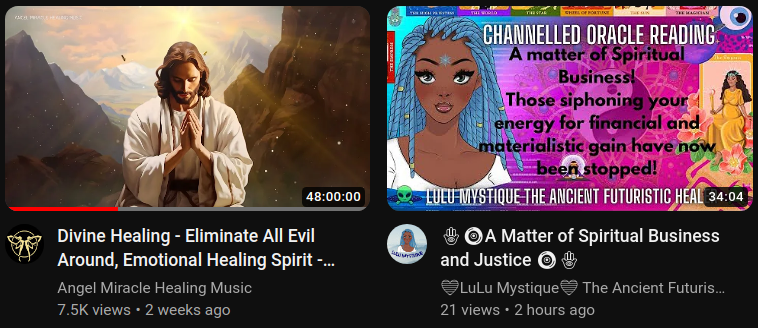 48:00:00
Divine Healing - Eliminate All Evil
Around, Emotional Healing Spirit -...
Angel Miracle Healing Music
7.5K views • 2 weeks ago
THE HIGH PRIESTESS THE WORLD THE STAR WHEEL OF FORTUNE THE SUN THE MAGICIAN
CHANNELLED ORACLE READING.
A matter of Spiritual
Business!
Those siphoning your
energy for financial and
materialistic gain have now
been stopped!
LULU MYSTIQUE THE ANCIENT FUTURISTIC HEAL
34:04
A Matter of Spiritual Business
and Justice
LuLu Mystique The Ancient Futuris...
21 views • 2 hours ago